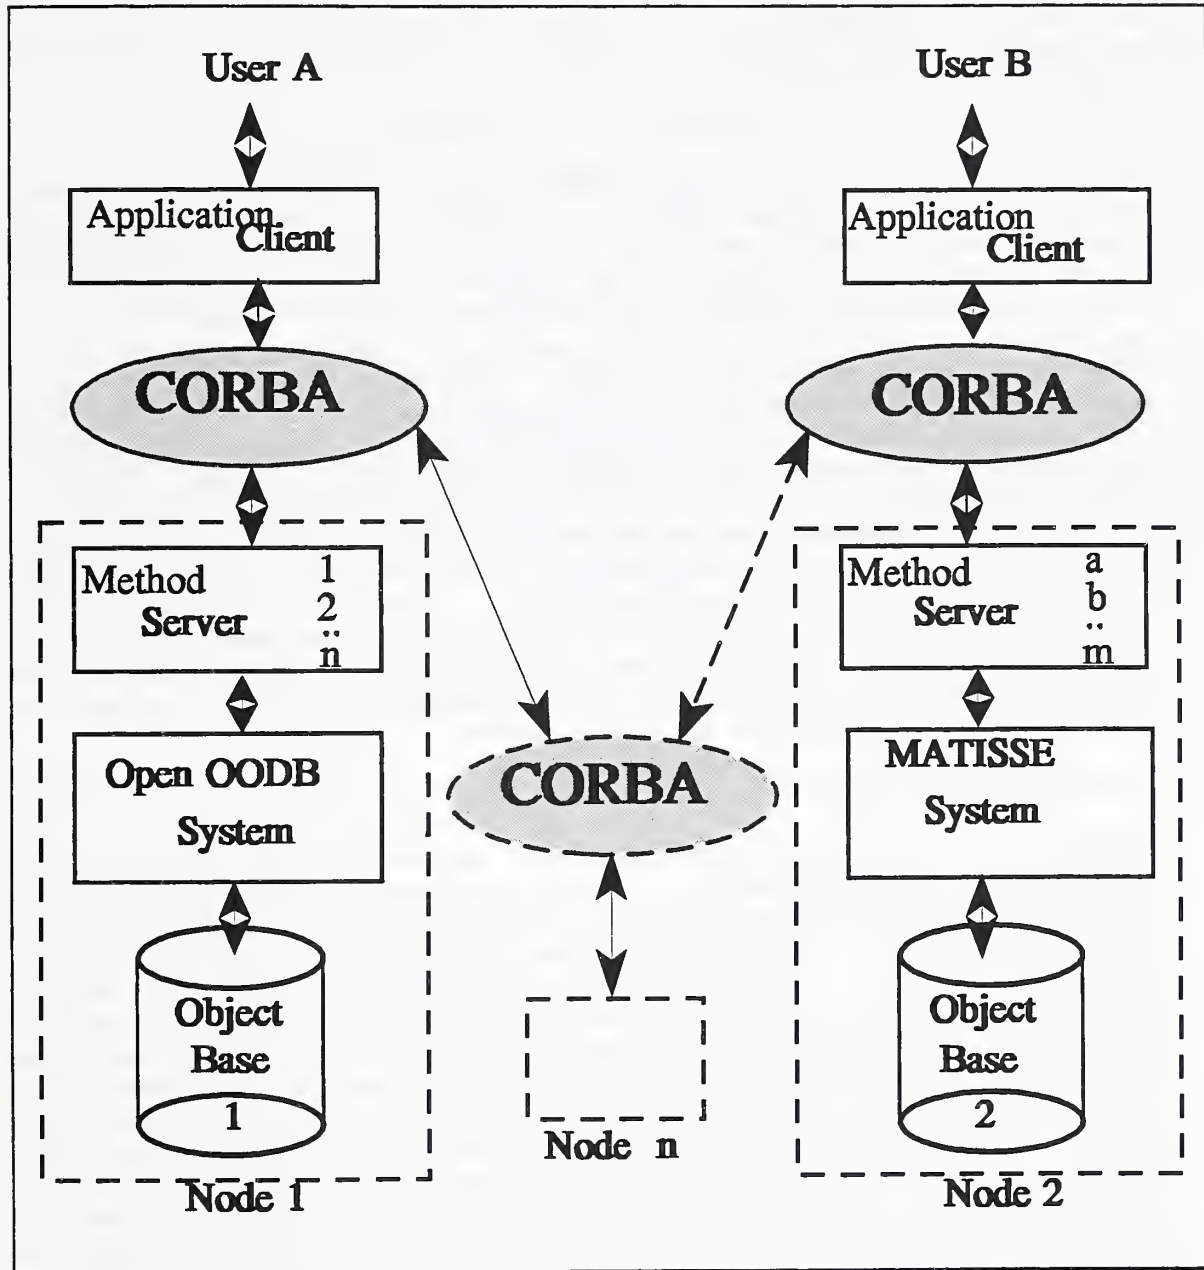 User A
User B
Application
Client
Application
Client
CORBA
CORBA
Method
Server
1
2
..
n
Method
Server
a
b
..
m
Open OODB
System
CORBA
MATISSE
System
Object
Base
1
Object
Base
2
Node n
Node 1
Node 2